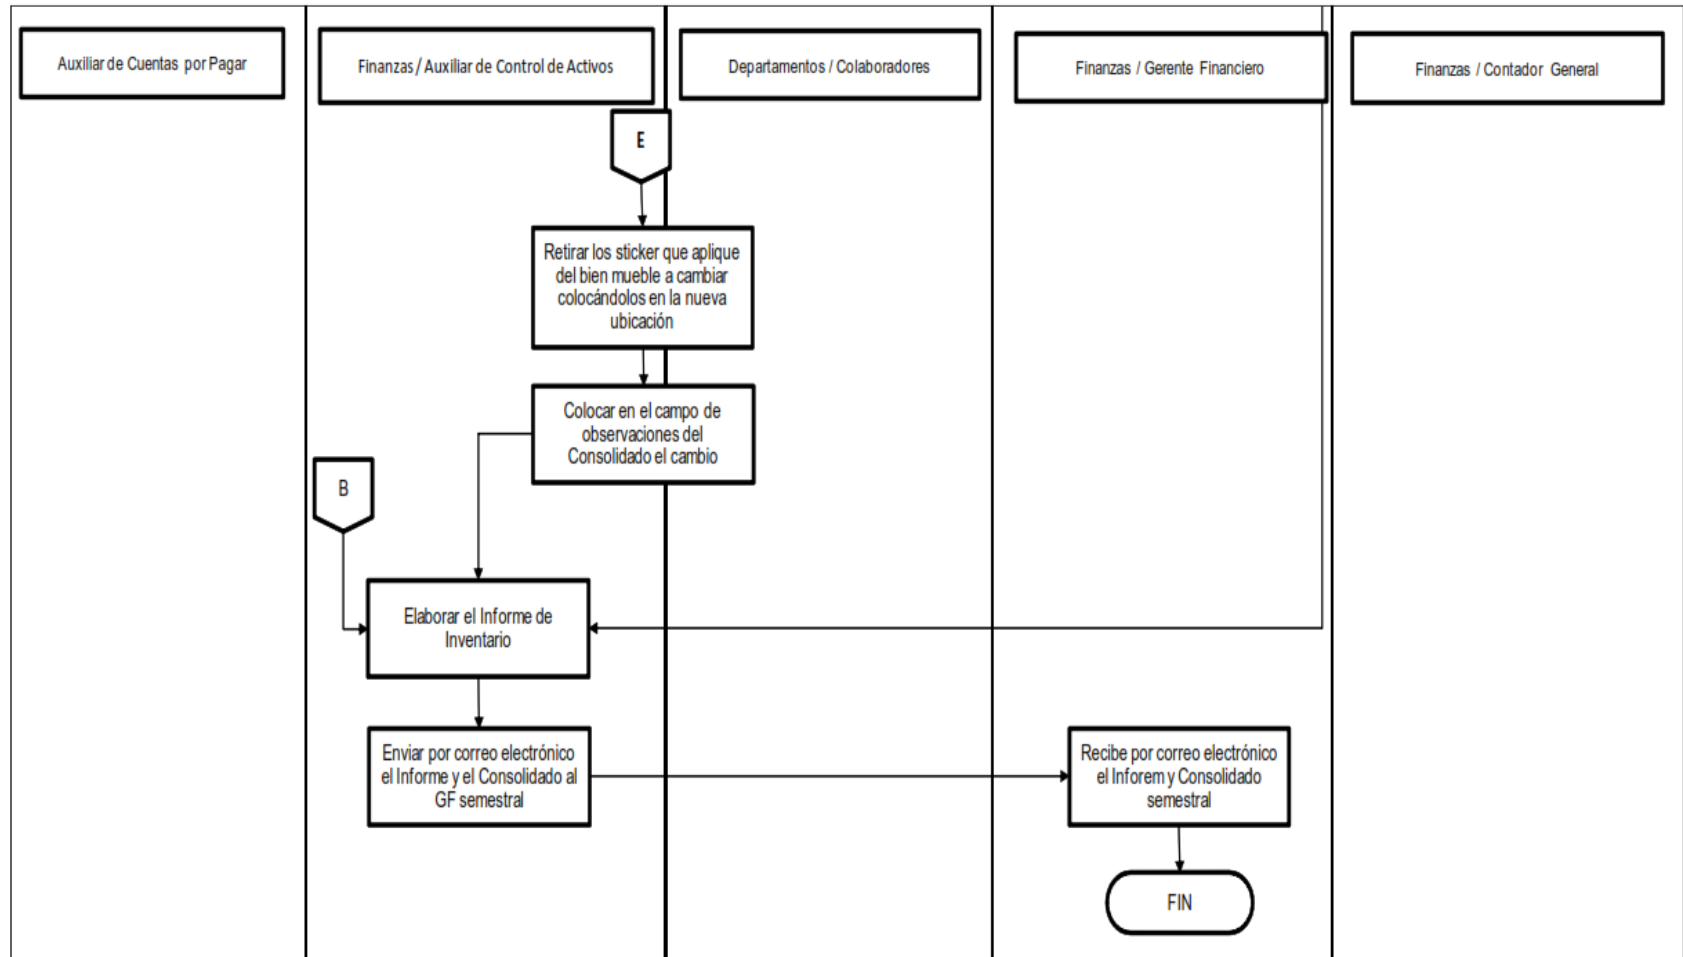 Auxiliar de Cuentas por Pagar
Finanzas / Auxiliar de Control de Activos
Departamentos / Colaboradores
Finanzas / Gerente Financiero
Finanzas / Contador General
E
Retirar los sticker que aplique
del bien mueble a cambiar
colocándolos en la nueva
ubicación
Colocar en el campo de
observaciones del
Consolidado el cambio
B
Elaborar el Informe de
Inventario
Enviar por correo electrónico
el Informe y el Consolidado al
GF semestral
Recibe por correo electrónico
el Inforem y Consolidado
semestral
FIN